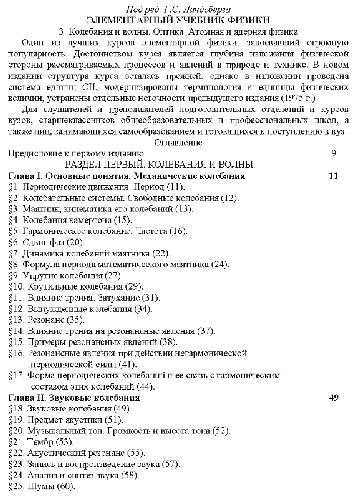 Под ред. Г.С. Ландсберга
ЭЛЕМЕНТАРНЫЙ УЧЕБНИК ФИЗИКИ
3. Колебания и волны. Оптика. Атомная и ядерная физика
Один из лучших курсов элементарной физики, завоевавший огромную
популярность. Достоинством курса является глубина изложения физической
стороны рассматриваемых процессов и явлений в природе и технике. В новом
издании структура курса осталась прежней, однако в изложении проведена
система единиц СИ, модернизированы терминология и единицы физических
величин, устранены отдельные неточности предыдущего издания (1975 г.)
Для слушателей и преподавателей подготовительных отделений и курсов
вузов, старшеклассников общеобразовательных и профессиональных школ, а
также лиц, занимающихся самообразованием и готовящихся к поступлению в вуз.
Оглавление
Предисловие к первому изданию 9
РАЗДЕЛ ПЕРВЫЙ. КОЛЕБАНИЯ И ВОЛНЫ
Глава I. Основные понятия. Механические колебания 11
§1. Периодические движения. Период (11).
§2. Колебательные системы. Свободные колебания (12).
§3. Маятник, кинематика его колебаний (13).
§4. Колебания камертона (15).
§5. Гармоническое колебание. Частота (16).
§6. Сдвиг фаз (20).
§7. Динамика колебаний маятника (22).
§8. Формула периода математического маятника (24).
§9. Упругие колебания (27).
§10. Крутильные колебания (29).
§11. Влияние трения. Затухание (31).
§12. Вынужденные колебания (34).
§13. Резонанс (35).
§14. Влияние трения на резонансные явления (37).
§15. Примеры резонансных явлений (38).
§16. Резонансные явления при действии негармонической
периодической силы (41).
§17. Форма периодических колебаний и ее связь с гармоническим
составом этих колебаний (44).
Глава II. Звуковые колебания 49
§18. Звуковые колебания (49).
§19. Предмет акустики (51).
§20. Музыкальный тон. Громкость и высота тона (52).
§21. Тембр (53).
§22. Акустический резонанс (55).
§23. Запись и воспроизведение звука (57).
§24. Анализ и синтез звука (58).
§25. Шумы (60).